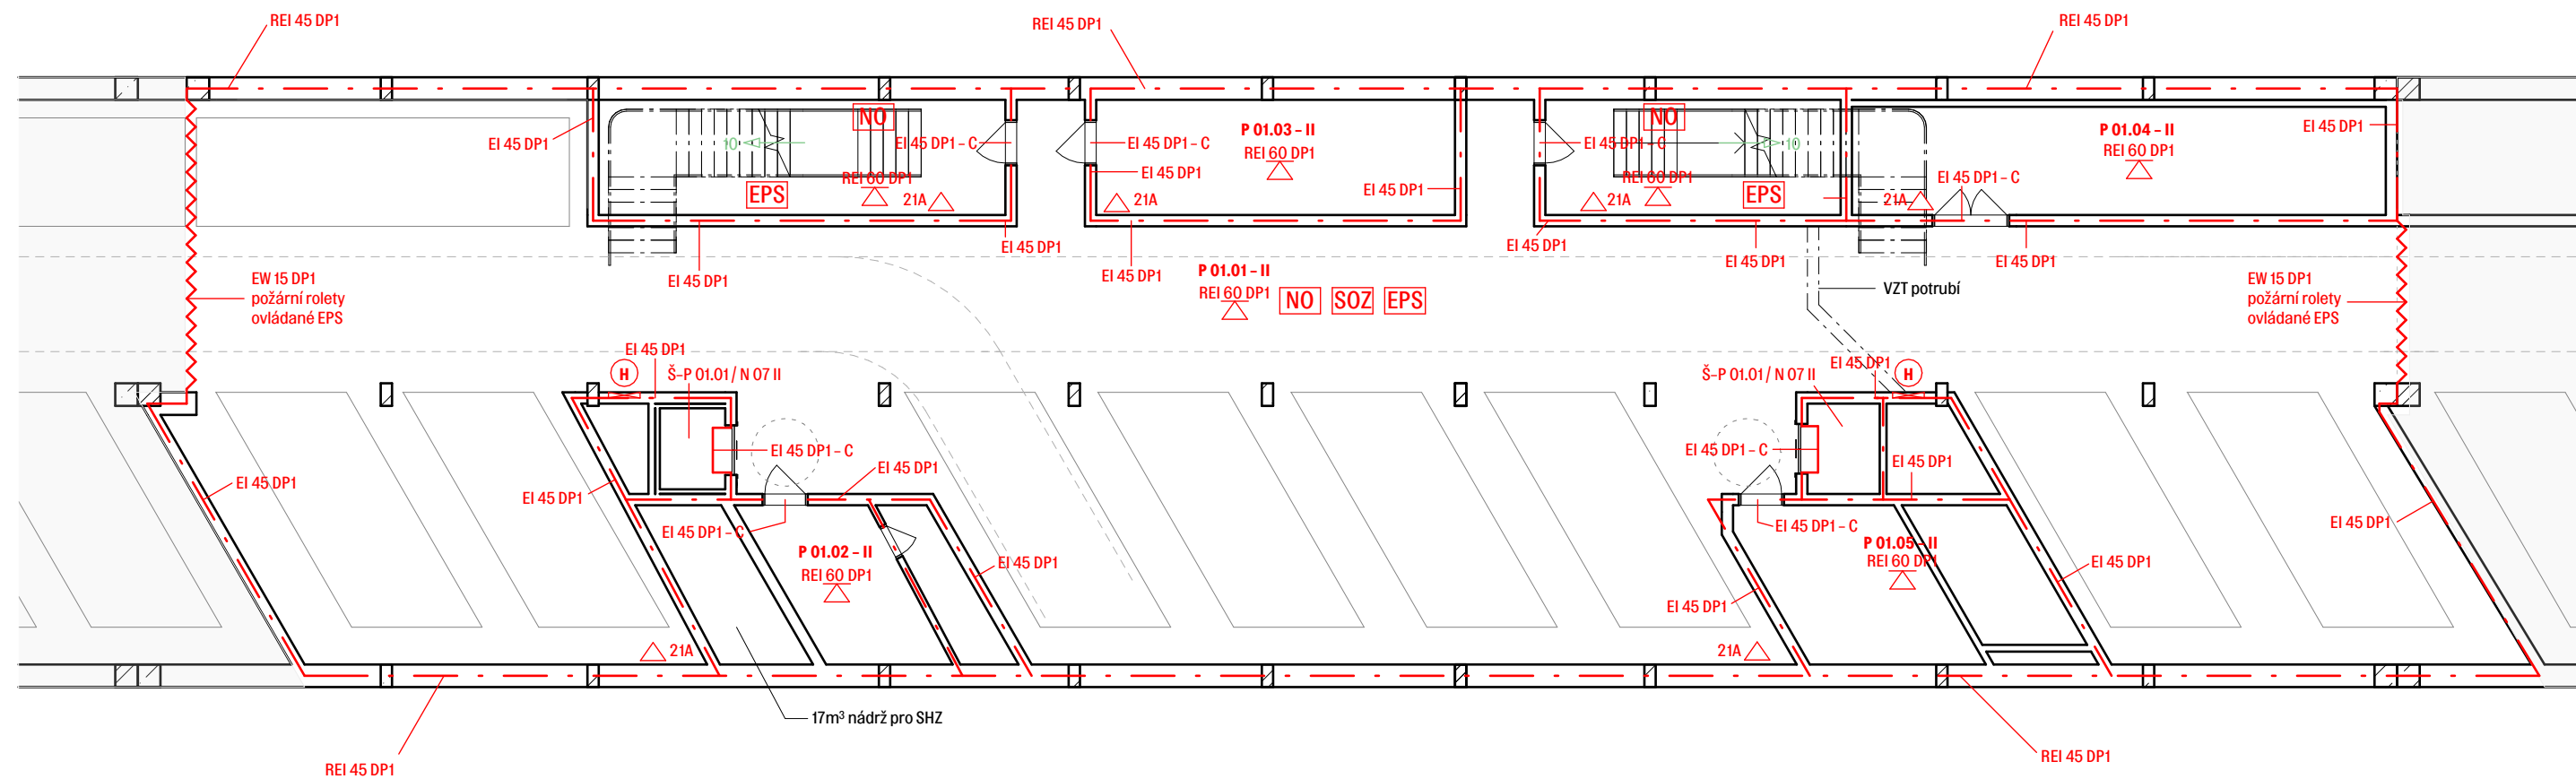 REI 45 DP1
REI 45 DP1
REI 45 DP1
EI 45 DP1
10
NO
EI 45 DP1 – C
REI 60 DP1
EPS
21A
EI 45 DP1 – C
EI 45 DP1
21A
P 01.03 – II
REI 60 DP1
EI 45 DP1
NO
EI 45 DP1 – C
10
REI 60 DP1
EPS
21A
P 01.04 – II
REI 60 DP1
EI 45 DP1
EI 45 DP1 – C
21A
EI 45 DP1
EI 45 DP1
EI 45 DP1
EI 45 DP1
EI 45 DP1
EI 45 DP1
EW 15 DP1
požární rolety
ovládané EPS
P 01.01 – II
REI 60 DP1
NO
SOZ
EPS
VZT potrubí
EW 15 DP1
požární rolety
ovládané EPS
EI 45 DP1
H
Š–P 01.01 / N 07 II
EI 45 DP1
H
Š–P 01.01 / N 07 II
EI 45 DP1 – C
EI 45 DP1
EI 45 DP1
EI 45 DP1
EI 45 DP1 – C
EI 45 DP1
EI 45 DP1 – C
P 01.02 – II
REI 60 DP1
EI 45 DP1
EI 45 DP1 – C
P 01.05 – II
REI 60 DP1
EI 45 DP1
EI 45 DP1
EI 45 DP1
21A
21A
17m³ nádrž pro SHZ
REI 45 DP1
REI 45 DP1